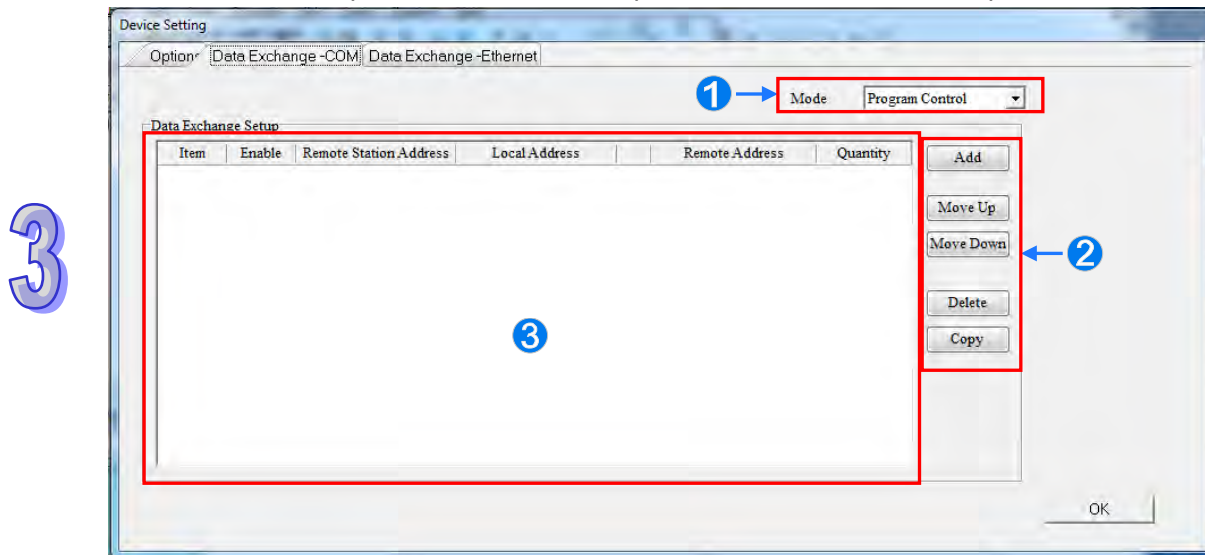 Device Setting
Options Data Exchange -COM Data Exchange -Ethernet
1 Mode Program Control
Data Exchange Setup
Item Enable Remote Station Address Local Address Remote Address Quantity Add
Move Up
Move Down
2
3
Delete
3
Copy
OK